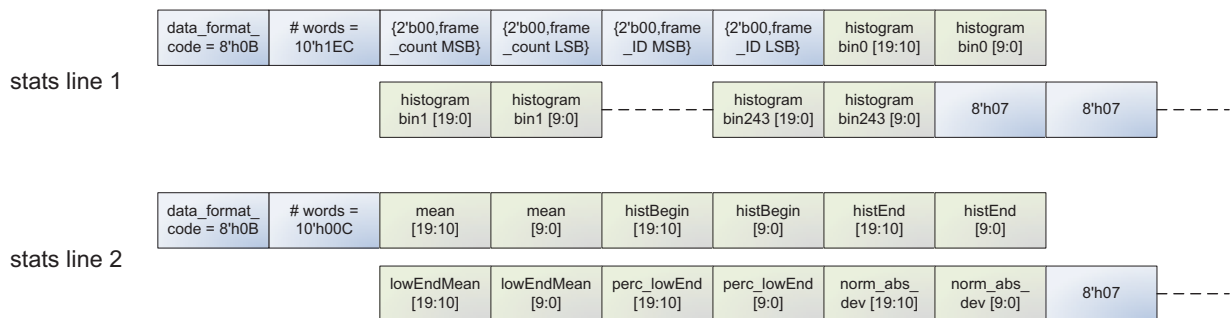 stats line 1
data_format_
code = 8'h0B
# words =
10'h1EC
{2'b00,frame
_count MSB}
{2'b00,frame
_count LSB}
{2'b00,frame
_ID MSB}
{2'b00,frame
_ID LSB}
histogram
bin0 [19:10]
histogram
bin0 [9:0]
histogram
bin1 [19:0]
histogram
bin1 [9:0]
histogram
bin243 [19:0]
histogram
bin243 [9:0]
8'h07
8'h07
stats line 2
data_format_
code = 8'h0B
# words =
10'h00C
mean
[19:10]
mean
[9:0]
histBegin
[19:10]
histBegin
[9:0]
histEnd
[19:10]
histEnd
[9:0]
lowEndMean
[19:10]
lowEndMean
[9:0]
perc_lowEnd
[19:10]
perc_lowEnd
[9:0]
norm_abs_
dev [19:10]
norm_abs_
dev [9:0]
8'h07